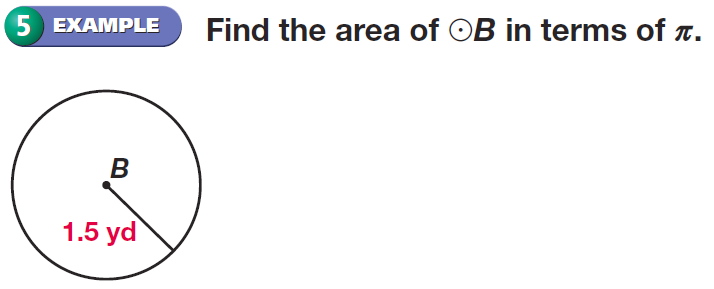 5 EXAMPLE Find the area of ⊙B in terms of π.
B
1.5 yd